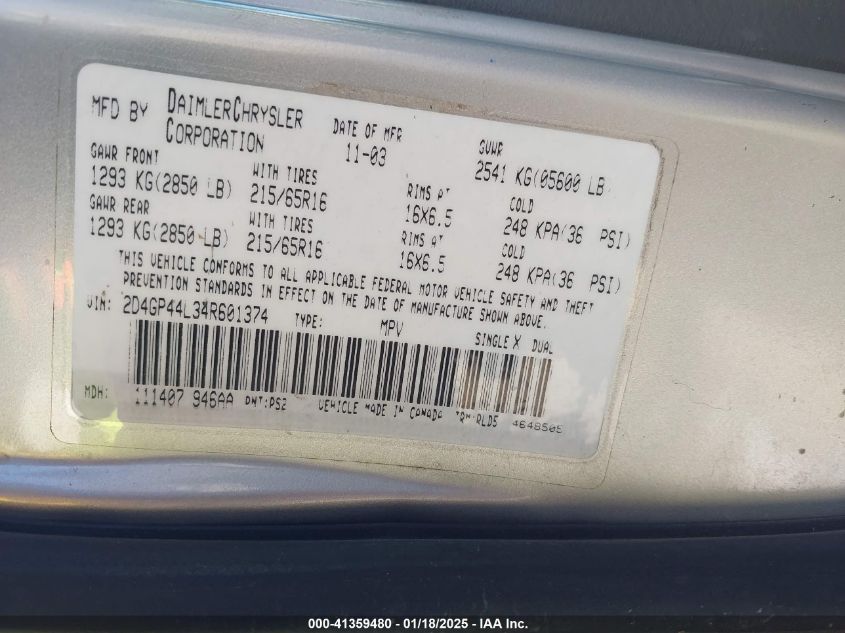 MFD BY DAIMLERCHRYSLER CORPORATION
DATE OF MFR 11-03
GVWR 2541 KG(05600 LB)
GAWR FRONT
1293 KG(2850 LB) WITH TIRES 215/65R16 RIMS AT 16X6.5 COLD 248 KPA(36 PSI)
GAWR REAR
1293 KG(2850 LB) WITH TIRES 215/65R16 RIMS AT 16X6.5 COLD 248 KPA(36 PSI)
THIS VEHICLE CONFORMS TO ALL APPLICABLE FEDERAL MOTOR VEHICLE SAFETY AND THEFT
PREVENTION STANDARDS IN EFFECT ON THE DATE OF MANUFACTURE SHOWN ABOVE.
VIN: 2D4GP44L34R601374 TYPE: MPV SINGLE X DUAL
MDH: 111407 946AA PNT:PS2 VEHICLE MADE IN CANADA TRM-RLD5 4648505
000-41359480 - 01/18/2025 - IAA Inc.